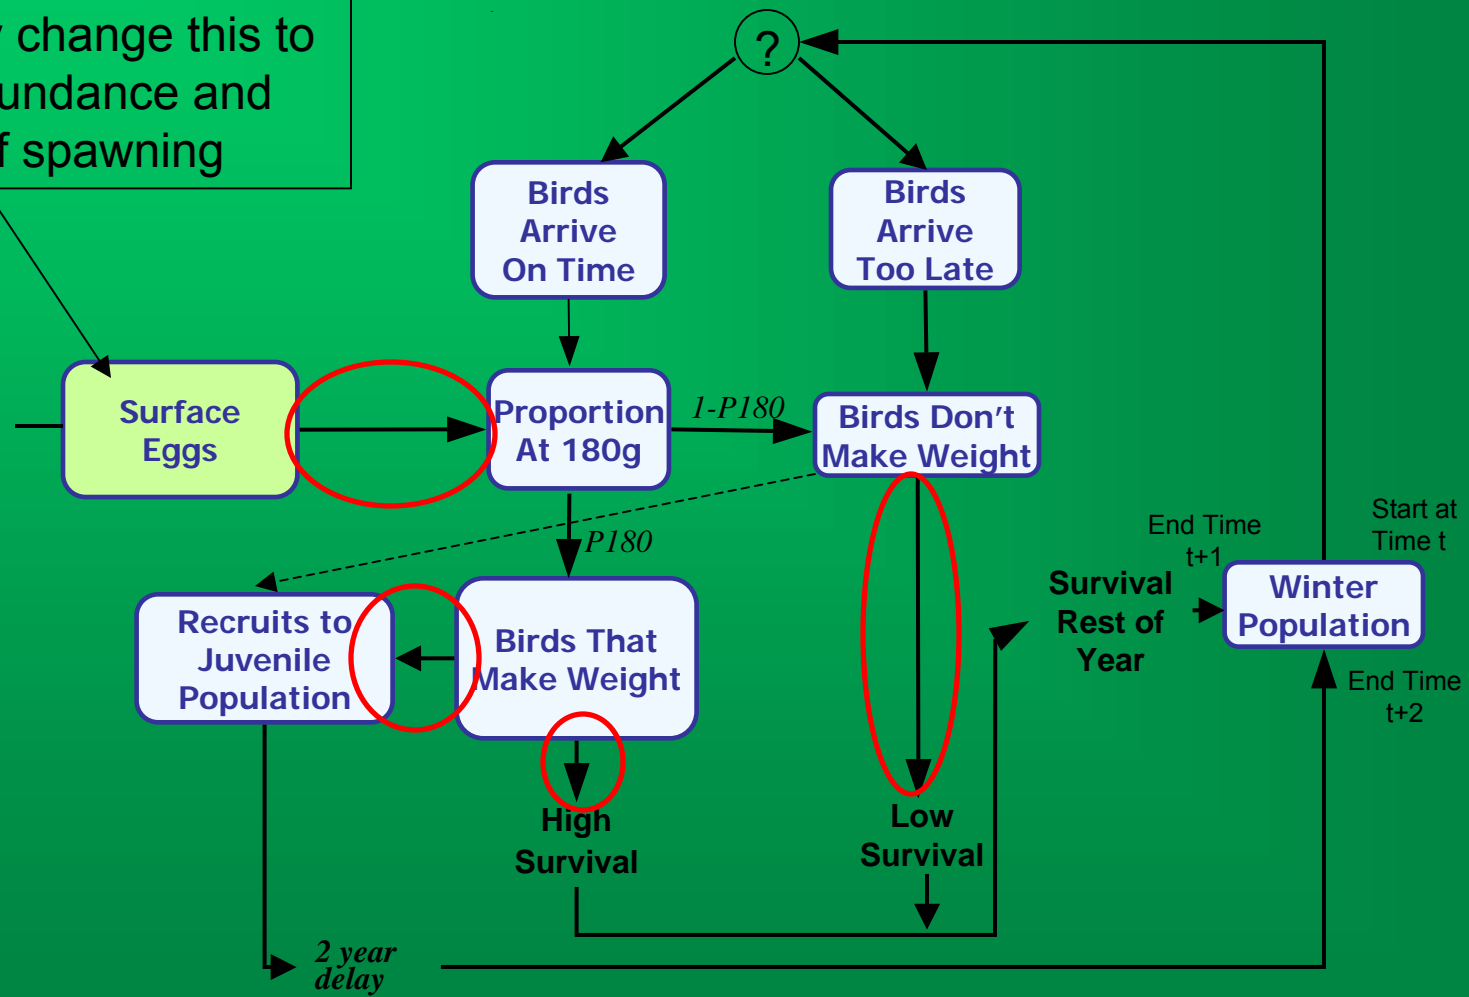 change this to
undance and
f spawning
?
Birds
Arrive
On Time
Birds
Arrive
Too Late
Surface
Eggs
Proportion
At 180g
1-P180
Birds Don't
Make Weight
P180
Recruits to
Juvenile
Population
Birds That
Make Weight
High
Survival
Low
Survival
Survival
Rest of
Year
End Time
t+1
Start at
Time t
Winter
Population
End Time
t+2
2 year
delay